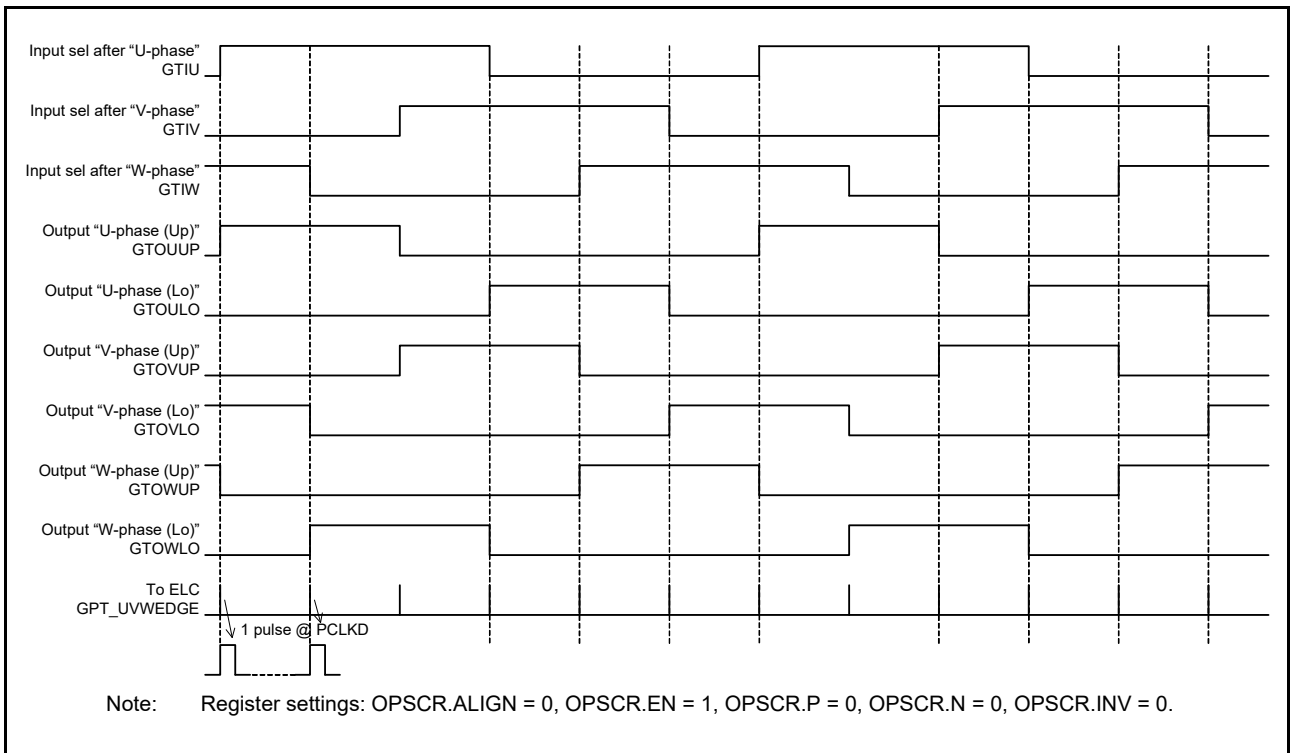 Input sel after “U-phase”
GTIU
Input sel after “V-phase”
GTIV
Input sel after “W-phase”
GTIW
Output “U-phase (Up)”
GTOUUP
Output “U-phase (Lo)”
GTOULO
Output “V-phase (Up)”
GTOVUP
Output “V-phase (Lo)”
GTOVLO
Output “W-phase (Up)”
GTOWUP
Output “W-phase (Lo)”
GTOWLO
To ELC
GPT_UVWEDGE
1 pulse @ PCLKD
Note: Register settings: OPSCR.ALIGN = 0, OPSCR.EN = 1, OPSCR.P = 0, OPSCR.N = 0, OPSCR.INV = 0.